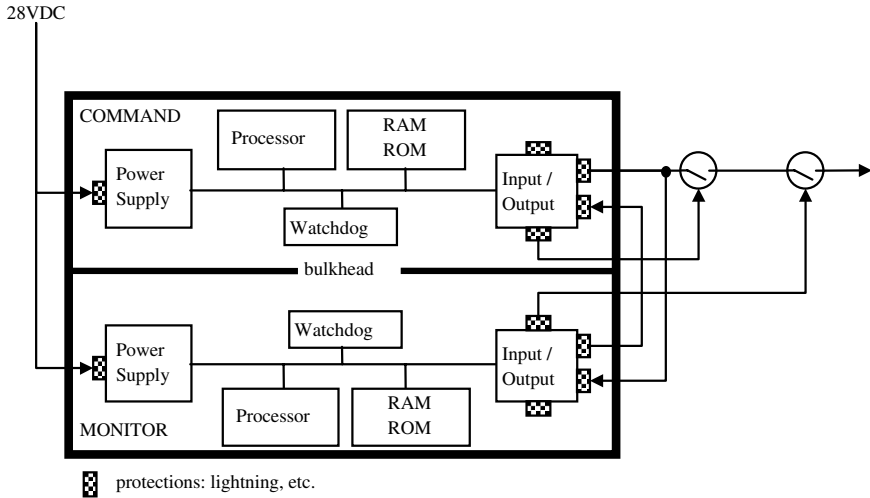 28VDC
COMMAND
Processor
RAM
ROM
Power
Supply
Input /
Output
Watchdog
bulkhead
Watchdog
Power
Supply
Input /
Output
Processor
RAM
ROM
MONITOR
protections: lightning, etc.